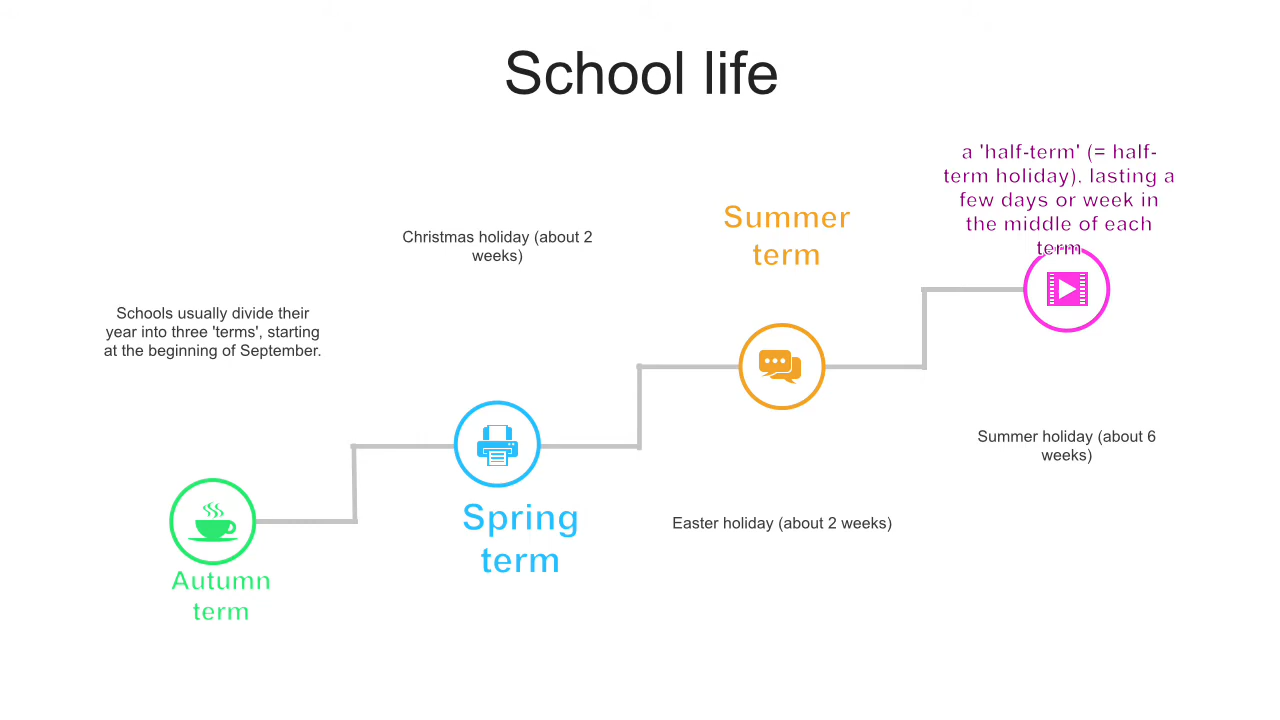 School life
a 'half-term' (= half-
term holiday). lasting a
few days or week in
the middle of each
term
Summer
term
Christmas holiday (about 2
weeks)
Schools usually divide their
year into three 'terms', starting
at the beginning of September.
Summer holiday (about 6
weeks)
Spring
term
Easter holiday (about 2 weeks)
Autumn
term